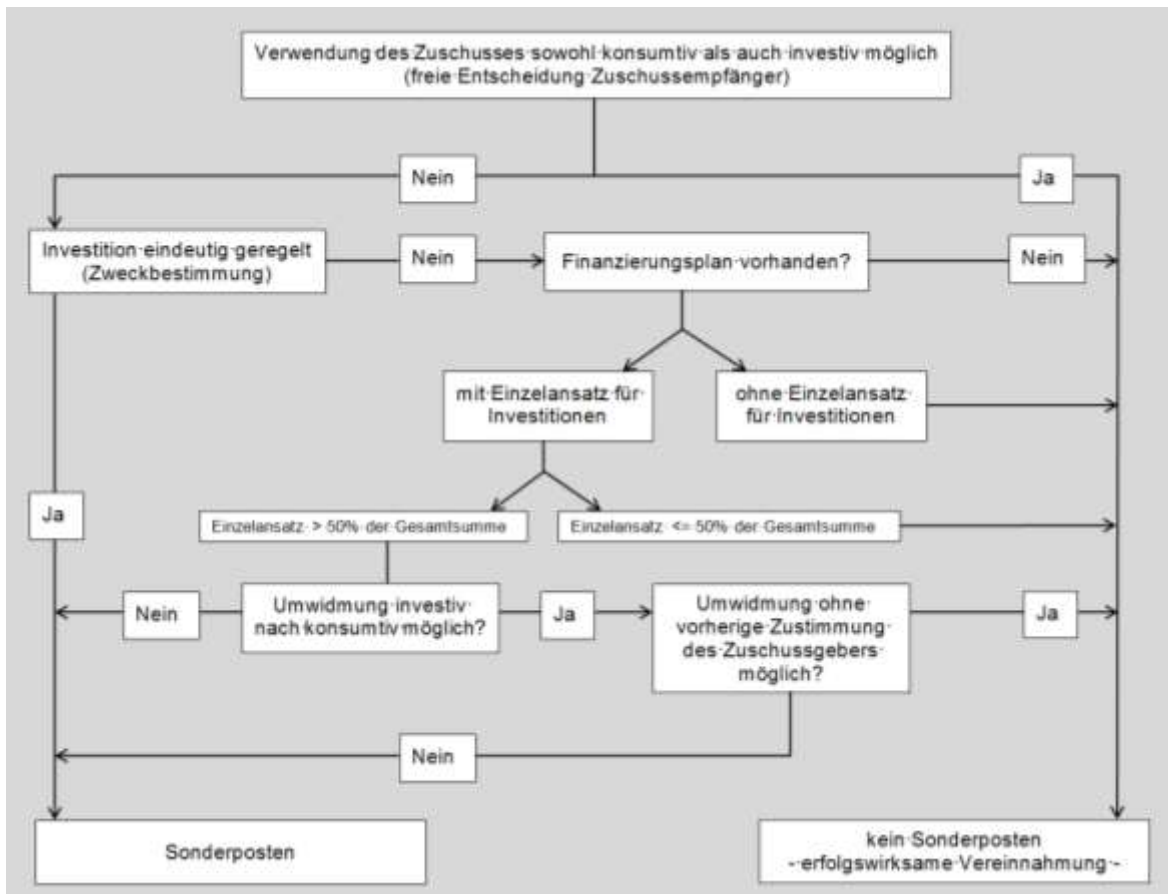 Verwendung des Zuschusses sowohl konsumtiv als auch investiv möglich
(freie Entscheidung Zuschussempfänger)
Nein
Ja
Investition eindeutig geregelt
(Zweckbestimmung)
Nein
Finanzierungsplan vorhanden?
Nein
mit Einzelansatz für
Investitionen
ohne Einzelansatz
für Investitionen
Ja
Einzelansatz > 50% der Gesamtsumme
Einzelansatz <= 50% der Gesamtsumme
Nein
Umwidmung investiv
nach konsumtiv möglich?
Ja
Umwidmung ohne
vorherige Zustimmung
des Zuschussgebers
möglich?
Ja
Nein
Sonderposten
kein Sonderposten
- erfolgswirksame Vereinnahmung -